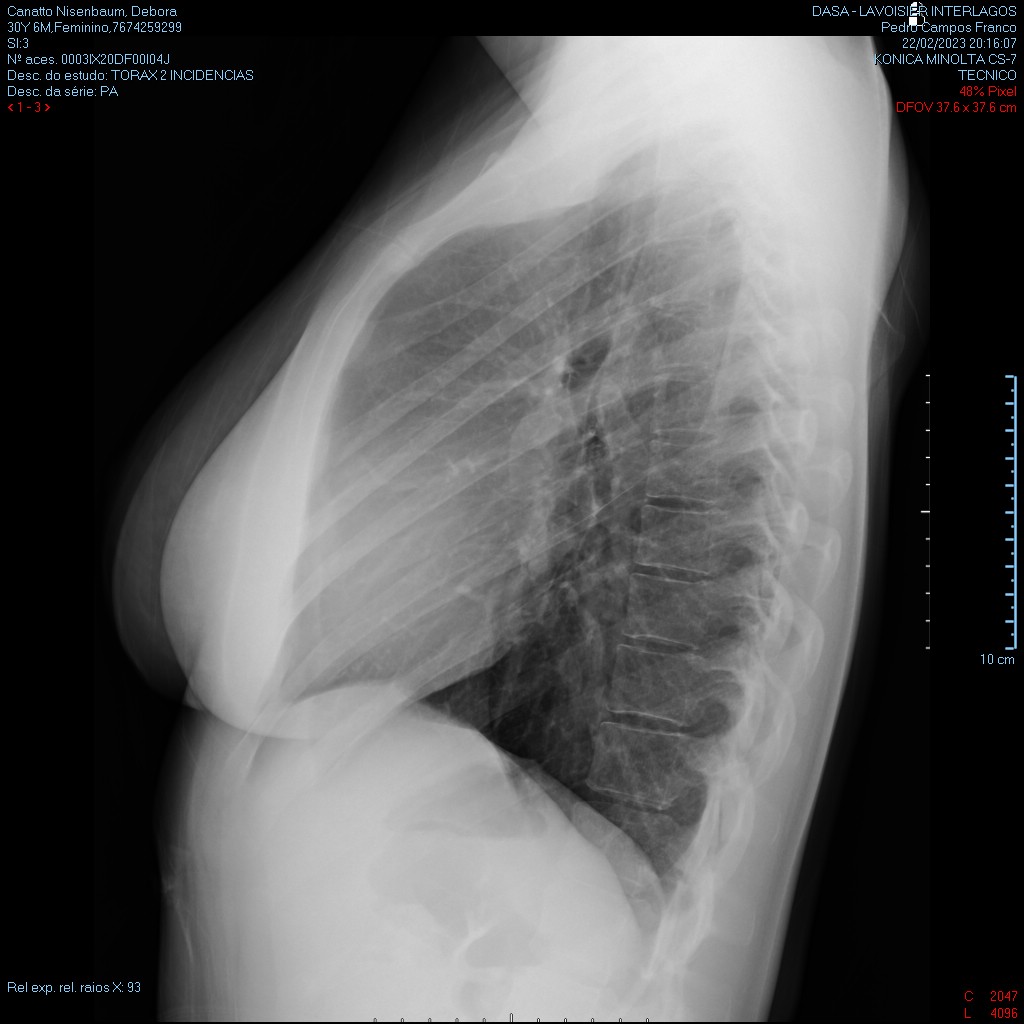 Canatto Nisenbaum, Debora
30Y 6M,Feminino,7674259299
SI:3
Nº aces. 0003IX20DF00I04J
Desc. do estudo: TORAX 2 INCIDENCIAS
Desc. da série: PA
< 1 - 3 >
DASA - LAVOISIER INTERLAGOS
Pedro Campos Franco
22/02/2023 20:16:07
KONICA MINOLTA CS-7
TECNICO
48% Pixel
DFOV 37.6 x 37.6 cm
10 cm
Rel exp. rel. raios X: 93
C 2047
L 4096